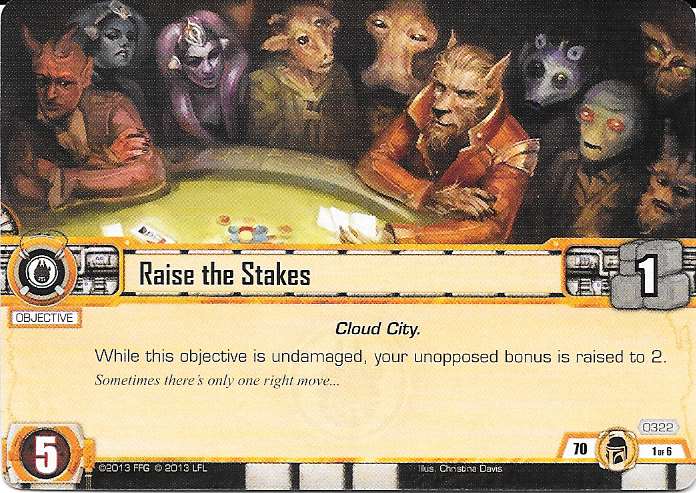 Raise the Stakes
1
OBJECTIVE
Cloud City.
While this objective is undamaged, your unopposed bonus is raised to 2.
Sometimes there's only one right move...
0322
5
70
1 OF 6
©2013 FFG © 2013 LFL
Illus. Christina Davis